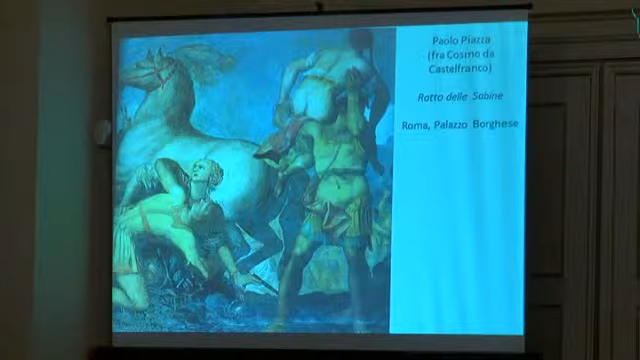 Paolo Piazza
(fra Cosmo da
Castelfranco)
Ratto delle Sabine
Roma, Palazzo Borghese